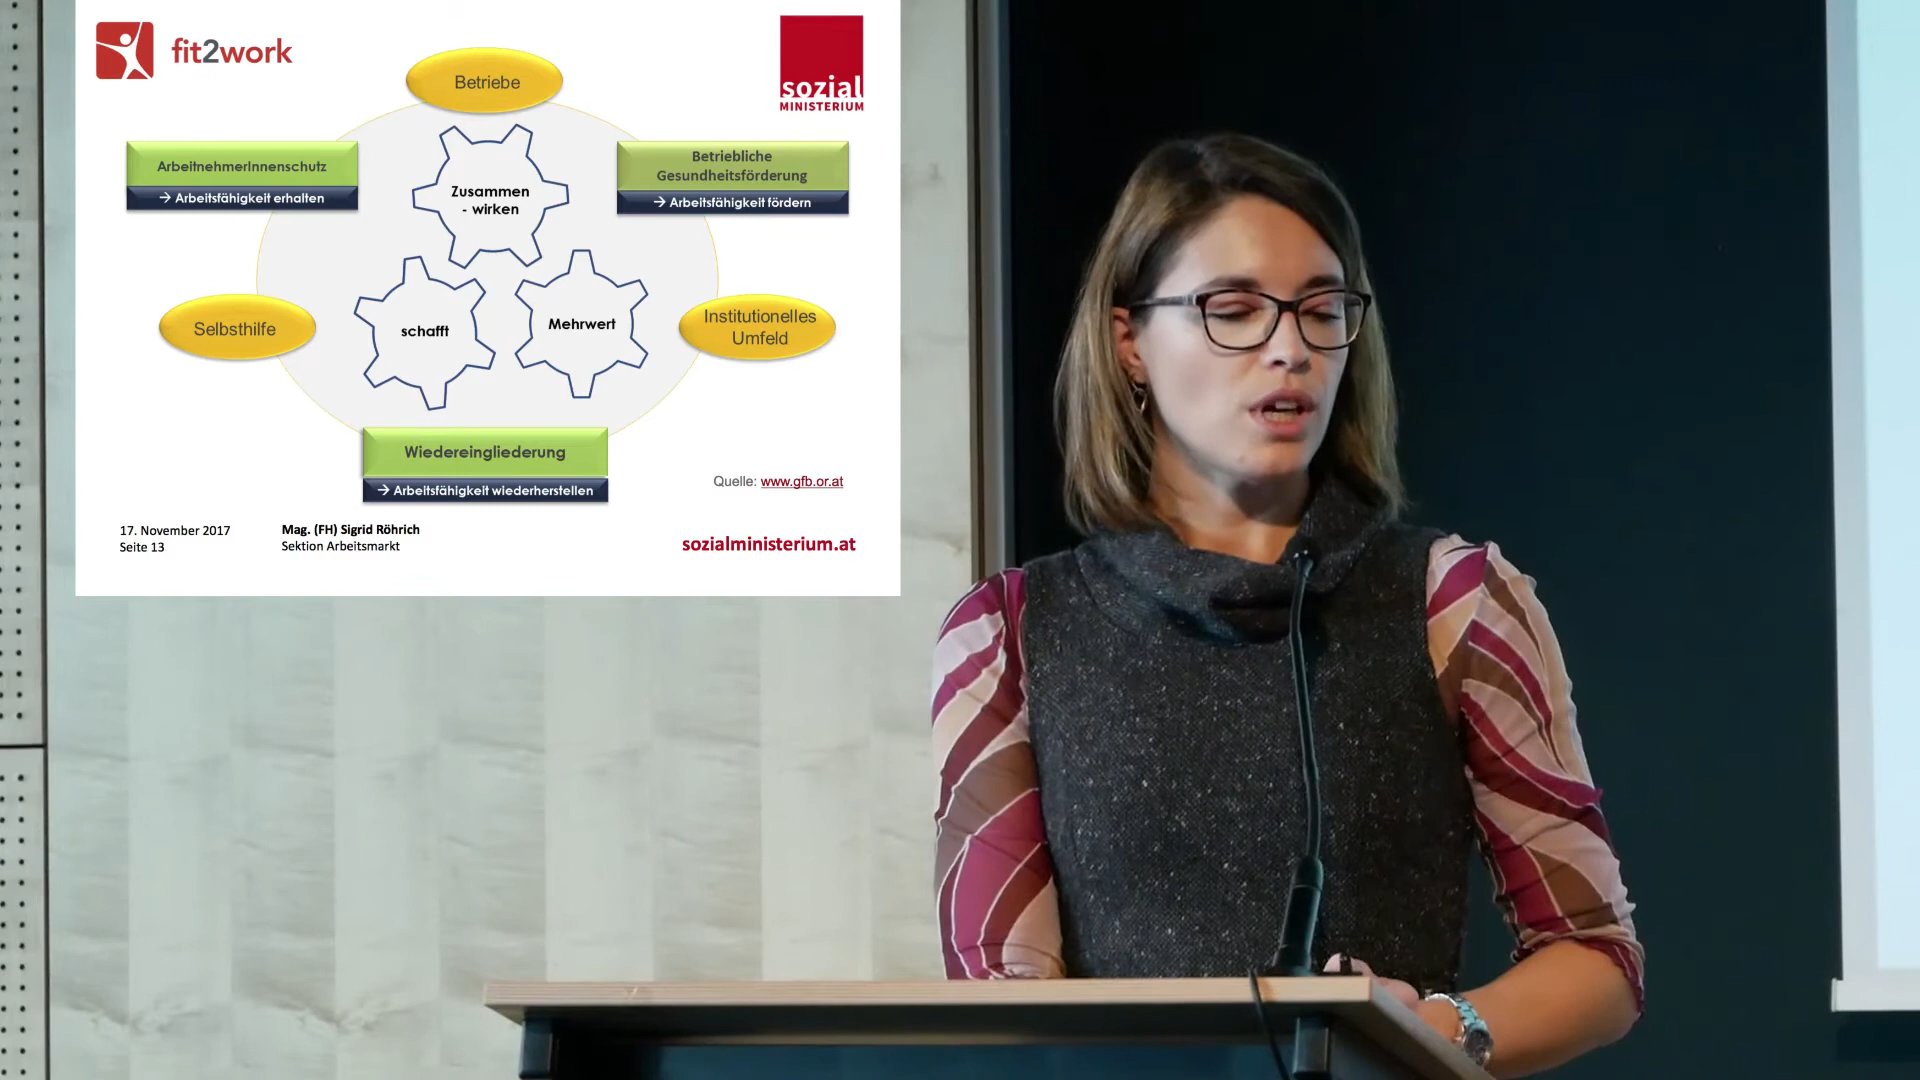 fit2work
sozial
MINISTERIUM
Betriebe
ArbeitnehmerInnenschutz
→ Arbeitsfähigkeit erhalten
Betriebliche
Gesundheitsförderung
→ Arbeitsfähigkeit fördern
Zusammen
- wirken
Selbsthilfe
schafft
Mehrwert
Institutionelles
Umfeld
Wiedereingliederung
→ Arbeitsfähigkeit wiederherstellen
Quelle: www.gfb.or.at
17. November 2017
Seite 13
Mag. (FH) Sigrid Röhrich
Sektion Arbeitsmarkt
sozialministerium.at